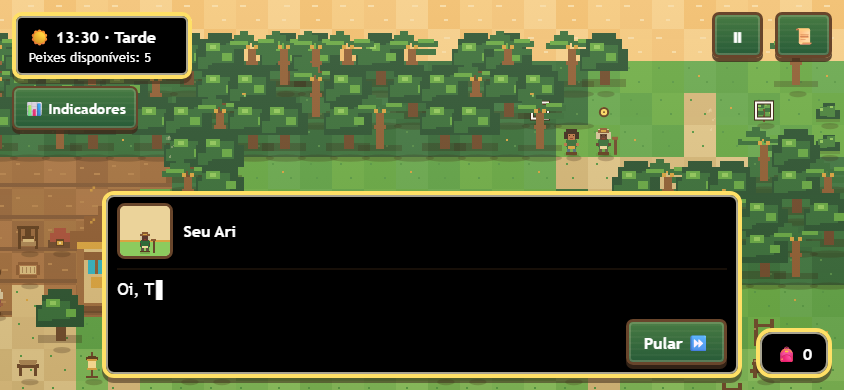 13:30 · Tarde
Peixes disponíveis: 5
Indicadores
Seu Ari
Oi, T
Pular
0